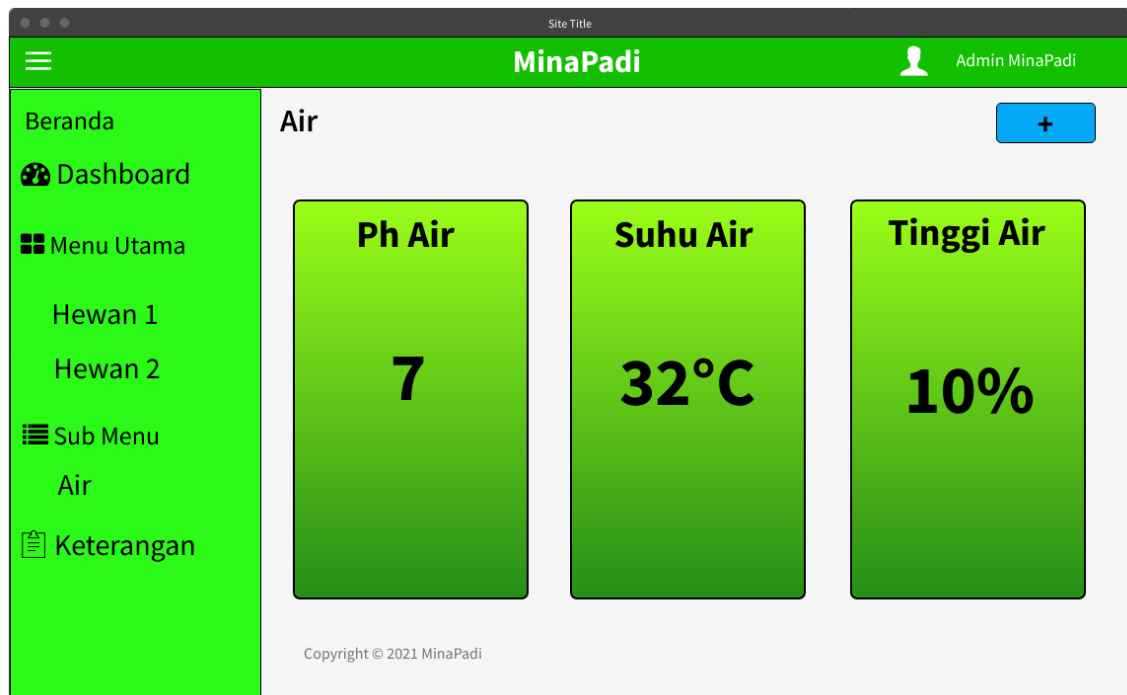 Site Title
MinaPadi
Admin MinaPadi
Beranda
Dashboard
Menu Utama
Hewan 1
Hewan 2
Sub Menu
Air
Keterangan
Air
+
Ph Air
7
Suhu Air
32°C
Tinggi Air
10%
Copyright © 2021 MinaPadi